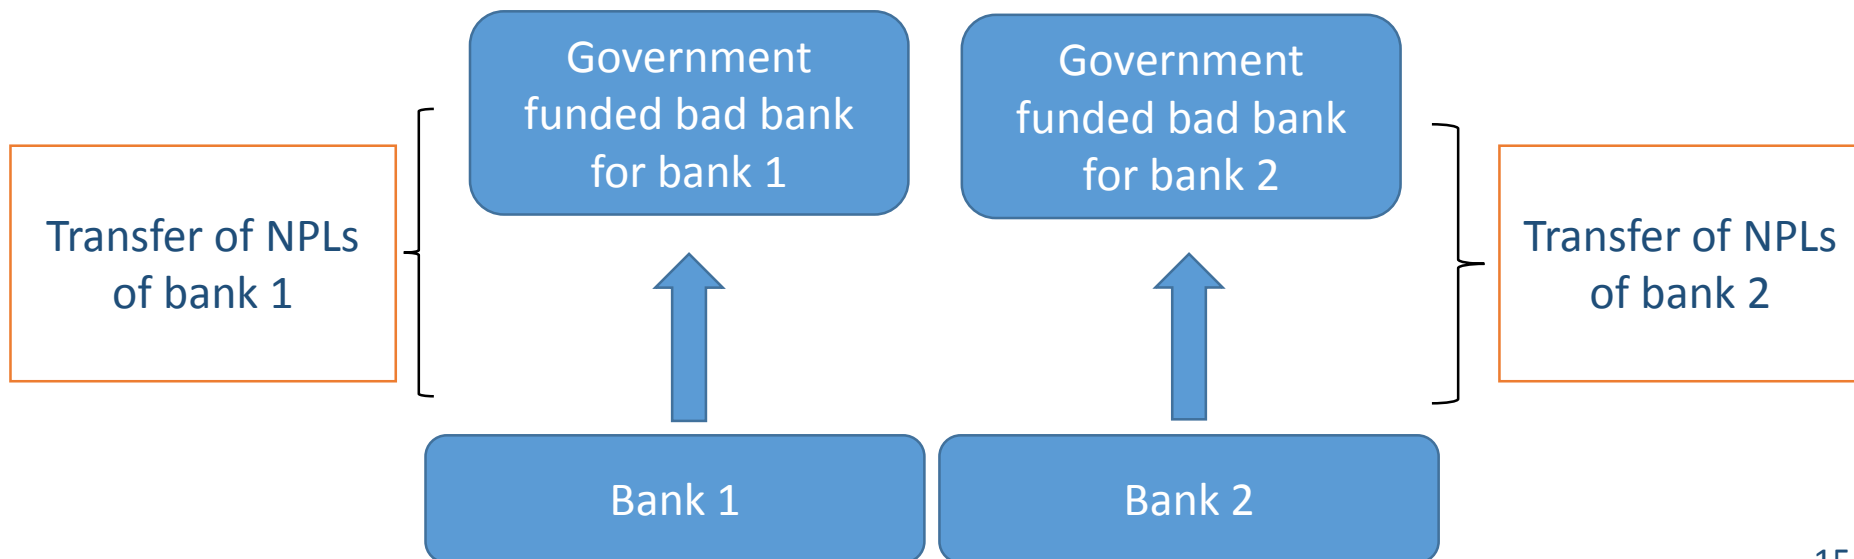 Government
funded bad bank
for bank 1
Government
funded bad bank
for bank 2
Transfer of NPLs
of bank 1
Transfer of NPLs
of bank 2
Bank 1
Bank 2
15